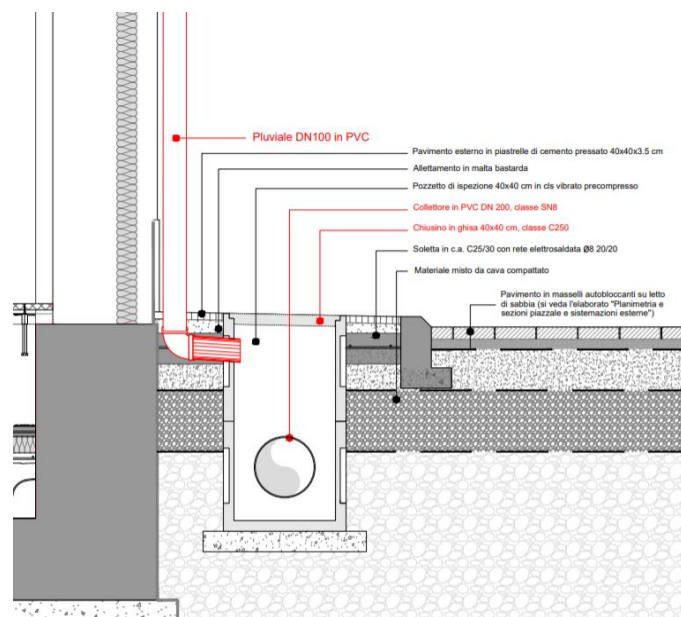 Pluviale DN100 in PVC
Pavimento esterno in piastrelle di cemento pressato 40x40x3.5 cm
Allettamento in malta bastarda
Pozzetto di ispezione 40x40 cm in cls vibrato precompresso
Collettore in PVC DN 200, classe SN8
Chiusino in ghisa 40x40 cm, classe C250
Soletta in c.a. C25/30 con rete elettrosaldata Ø8 20/20
Materiale misto da cava compattato
Pavimento in masselli autobloccanti su letto
di sabbia (si veda l'elaborato "Planimetria e
sezioni piazzale e sistemazioni esterne")